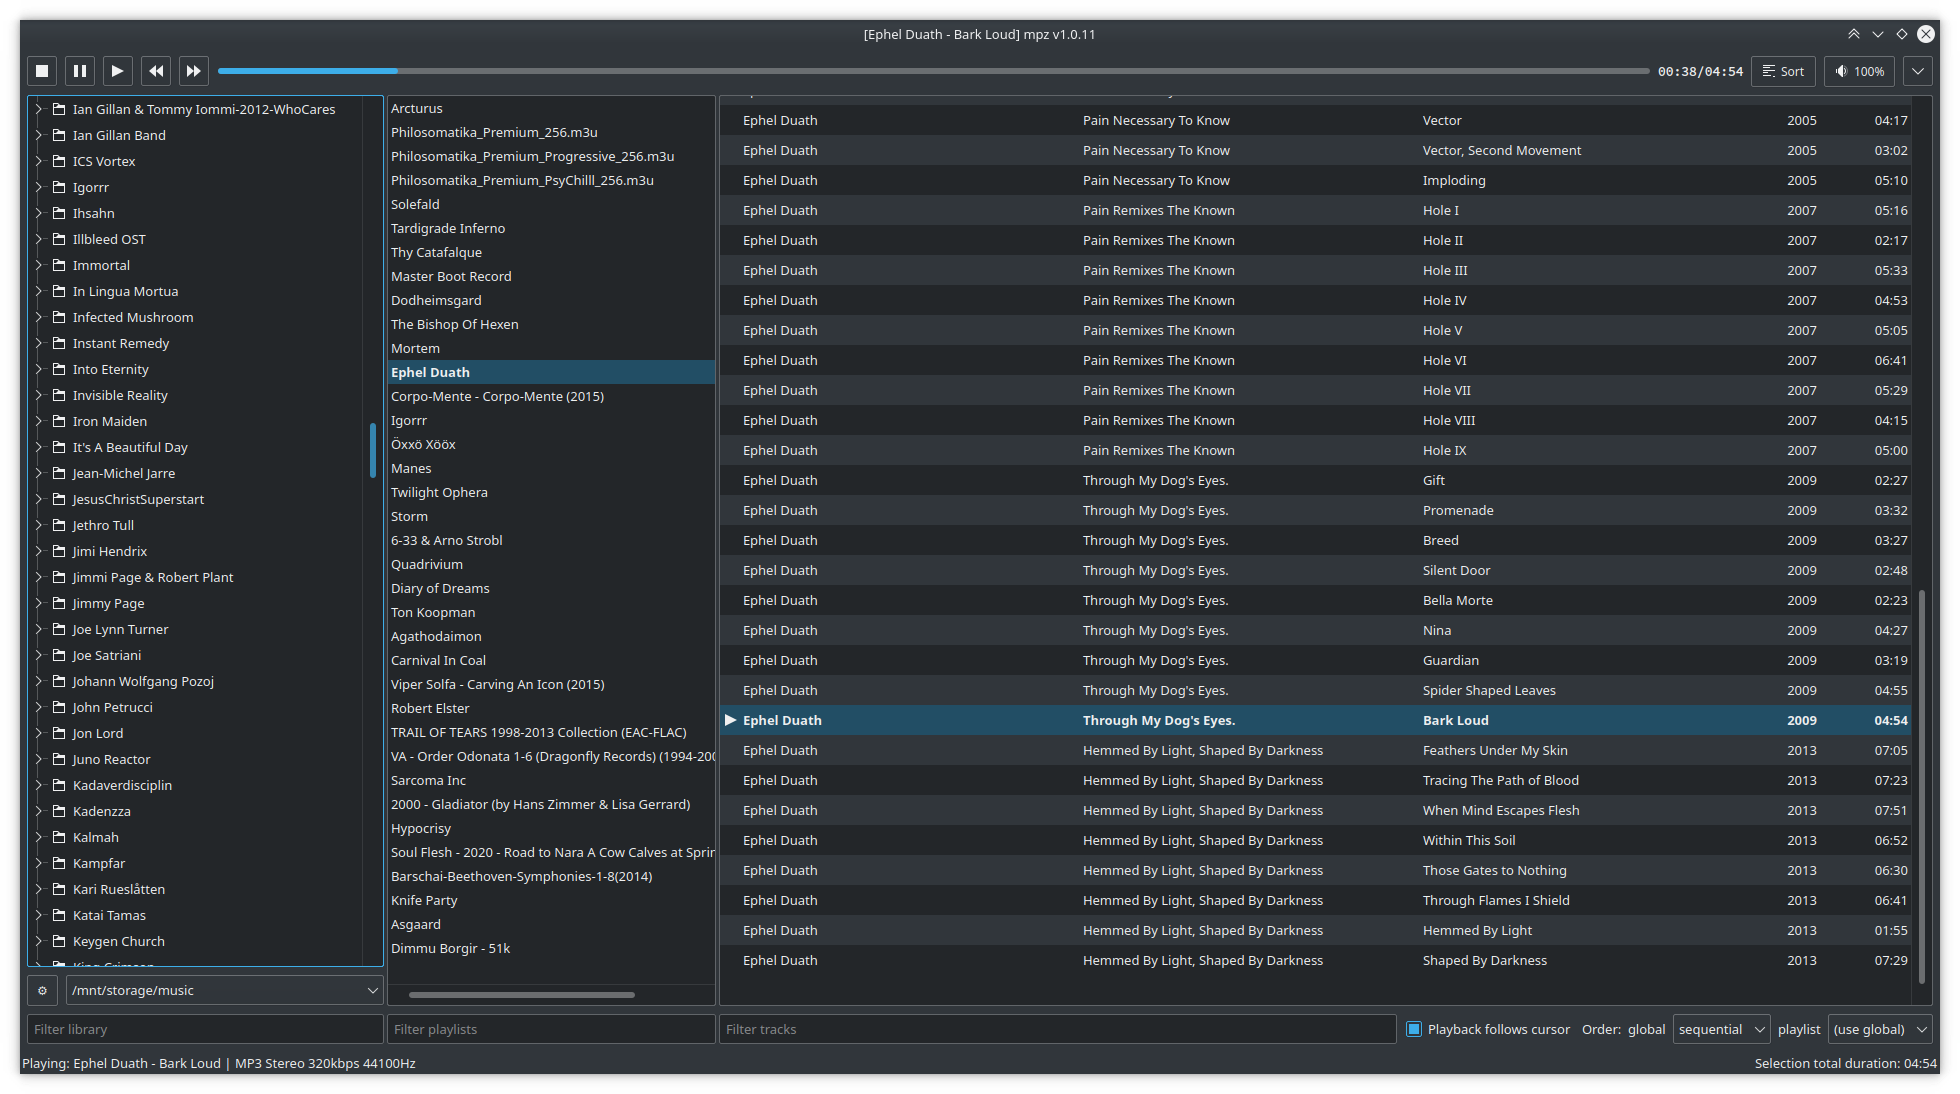 [Ephel Duath - Bark Loud] mpz v1.0.11
00:38/04:54 Sort 100%
Ian Gillan & Tommy Iommi-2012-WhoCares
Ian Gillan Band
ICS Vortex
Igorrr
Ihsahn
Illbleed OST
Immortal
In Lingua Mortua
Infected Mushroom
Instant Remedy
Into Eternity
Invisible Reality
Iron Maiden
It's A Beautiful Day
Jean-Michel Jarre
JesusChristSuperstart
Jethro Tull
Jimi Hendrix
Jimmi Page & Robert Plant
Jimmy Page
Joe Lynn Turner
Joe Satriani
Johann Wolfgang Pozoj
John Petrucci
Jon Lord
Juno Reactor
Kadaverdisciplin
Kadenzza
Kalmah
Kampfar
Kari Rueslåtten
Katai Tamas
Keygen Church
King Crimson
/mnt/storage/music
Filter library
Arcturus
Philosomatika_Premium_256.m3u
Philosomatika_Premium_Progressive_256.m3u
Philosomatika_Premium_PsyChilll_256.m3u
Solefald
Tardigrade Inferno
Thy Catafalque
Master Boot Record
Dodheimsgard
The Bishop Of Hexen
Mortem
Ephel Duath
Corpo-Mente - Corpo-Mente (2015)
Igorrr
Öxxö Xööx
Manes
Twilight Ophera
Storm
6-33 & Arno Strobl
Quadrivium
Diary of Dreams
Ton Koopman
Agathodaimon
Carnival In Coal
Viper Solfa - Carving An Icon (2015)
Robert Elster
TRAIL OF TEARS 1998-2013 Collection (EAC-FLAC)
VA - Order Odonata 1-6 (Dragonfly Records) (1994-200
Sarcoma Inc
2000 - Gladiator (by Hans Zimmer & Lisa Gerrard)
Hypocrisy
Soul Flesh - 2020 - Road to Nara A Cow Calves at Sprin
Barschai-Beethoven-Symphonies-1-8(2014)
Knife Party
Asgaard
Dimmu Borgir - 51k
Filter playlists
Ephel Duath Pain Necessary To Know Vector 2005 04:17
Ephel Duath Pain Necessary To Know Vector, Second Movement 2005 03:02
Ephel Duath Pain Necessary To Know Imploding 2005 05:10
Ephel Duath Pain Remixes The Known Hole I 2007 05:16
Ephel Duath Pain Remixes The Known Hole II 2007 02:17
Ephel Duath Pain Remixes The Known Hole III 2007 05:33
Ephel Duath Pain Remixes The Known Hole IV 2007 04:53
Ephel Duath Pain Remixes The Known Hole V 2007 05:05
Ephel Duath Pain Remixes The Known Hole VI 2007 06:41
Ephel Duath Pain Remixes The Known Hole VII 2007 05:29
Ephel Duath Pain Remixes The Known Hole VIII 2007 04:15
Ephel Duath Pain Remixes The Known Hole IX 2007 05:00
Ephel Duath Through My Dog's Eyes. Gift 2009 02:27
Ephel Duath Through My Dog's Eyes. Promenade 2009 03:32
Ephel Duath Through My Dog's Eyes. Breed 2009 03:27
Ephel Duath Through My Dog's Eyes. Silent Door 2009 02:48
Ephel Duath Through My Dog's Eyes. Bella Morte 2009 02:23
Ephel Duath Through My Dog's Eyes. Nina 2009 04:27
Ephel Duath Through My Dog's Eyes. Guardian 2009 03:19
Ephel Duath Through My Dog's Eyes. Spider Shaped Leaves 2009 04:55
Ephel Duath Through My Dog's Eyes. Bark Loud 2009 04:54
Ephel Duath Hemmed By Light, Shaped By Darkness Feathers Under My Skin 2013 07:05
Ephel Duath Hemmed By Light, Shaped By Darkness Tracing The Path of Blood 2013 07:23
Ephel Duath Hemmed By Light, Shaped By Darkness When Mind Escapes Flesh 2013 07:51
Ephel Duath Hemmed By Light, Shaped By Darkness Within This Soil 2013 06:52
Ephel Duath Hemmed By Light, Shaped By Darkness Those Gates to Nothing 2013 06:30
Ephel Duath Hemmed By Light, Shaped By Darkness Through Flames I Shield 2013 06:41
Ephel Duath Hemmed By Light, Shaped By Darkness Hemmed By Light 2013 01:55
Ephel Duath Hemmed By Light, Shaped By Darkness Shaped By Darkness 2013 07:29
Filter tracks Playback follows cursor Order: global sequential playlist (use global)
Playing: Ephel Duath - Bark Loud | MP3 Stereo 320kbps 44100Hz
Selection total duration: 04:54